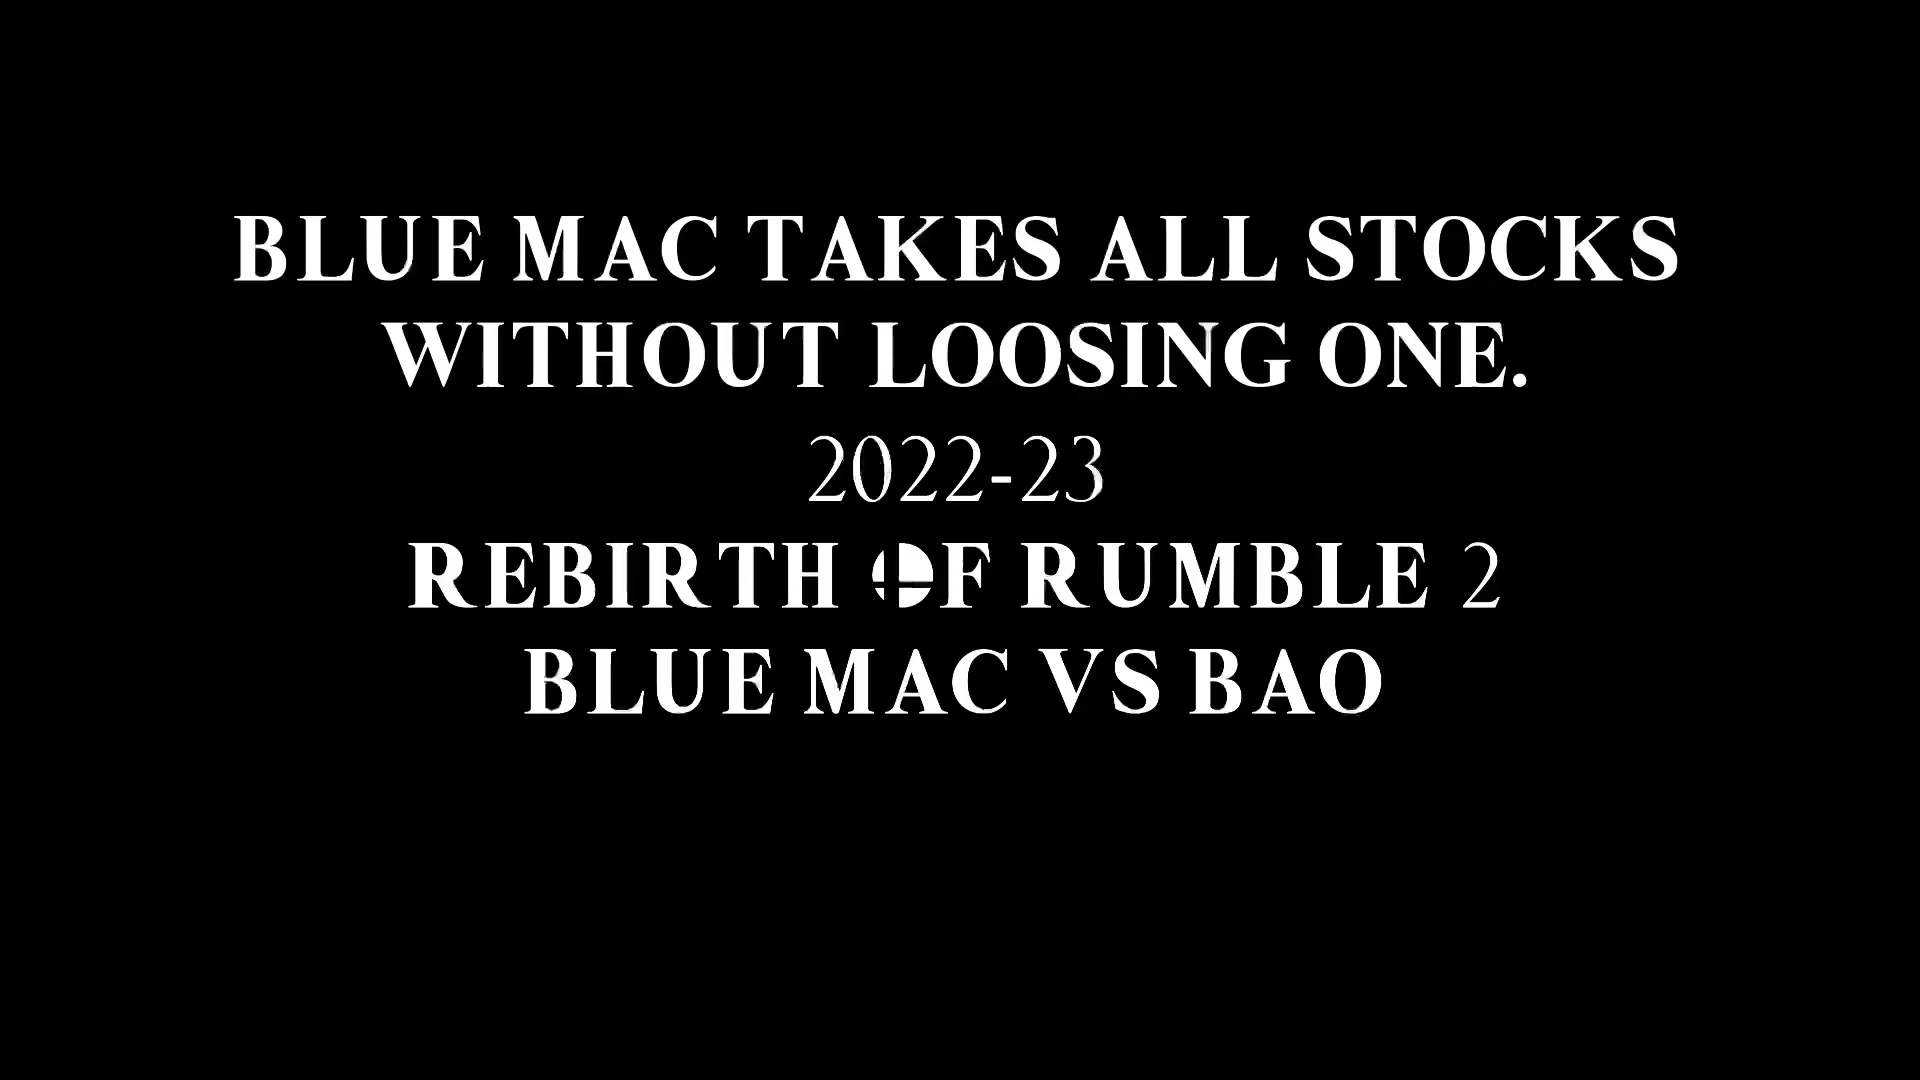 BLUE MAC TAKES ALL STOCKS
WITHOUT LOOSING ONE.
2022-23
REBIRTH OF RUMBLE 2
BLUE MAC VS BAO